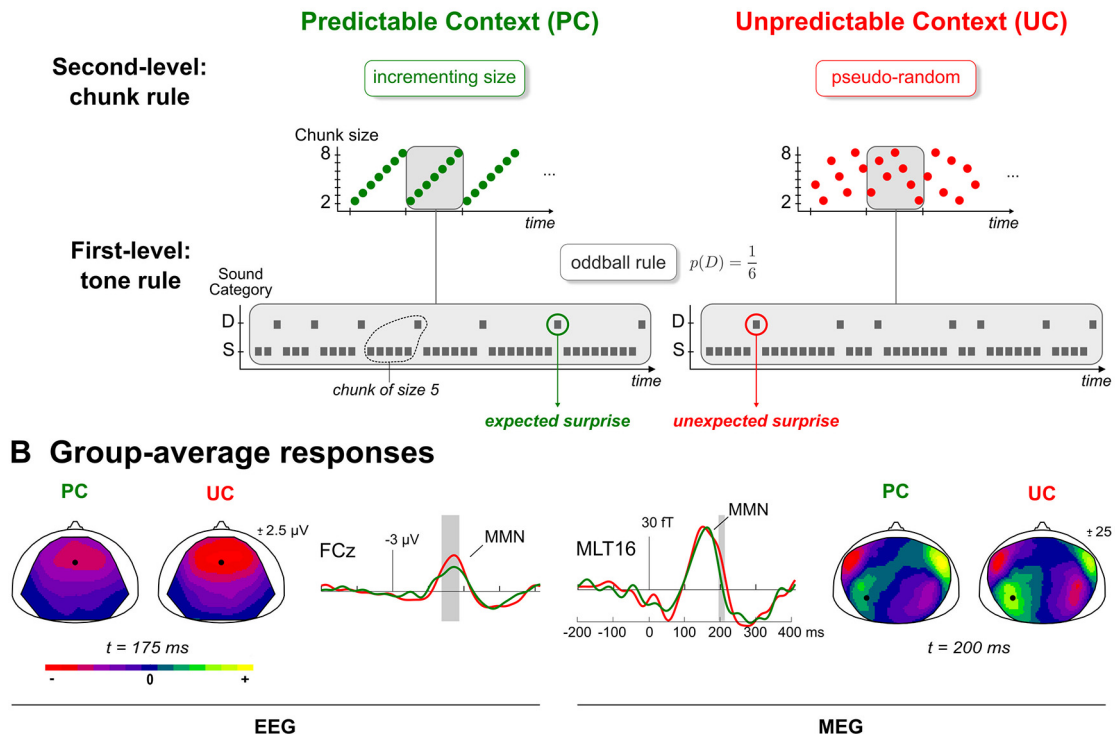 Predictable Context (PC)
Unpredictable Context (UC)
Second-level:
chunk rule
incrementing size
pseudo-random
Chunk size
8
2
...
time
8
2
...
time
First-level:
tone rule
oddball rule
p(D) = 1/6
Sound
Category
D
S
chunk of size 5
time
D
S
time
expected surprise
unexpected surprise
B Group-average responses
PC
UC
± 2.5 µV
FCz
-3 µV
MMN
t = 175 ms
- 0 +
EEG
MLT16
30 fT
MMN
-200 -100 0 100 200 300 400 ms
PC
UC
± 25
t = 200 ms
MEG